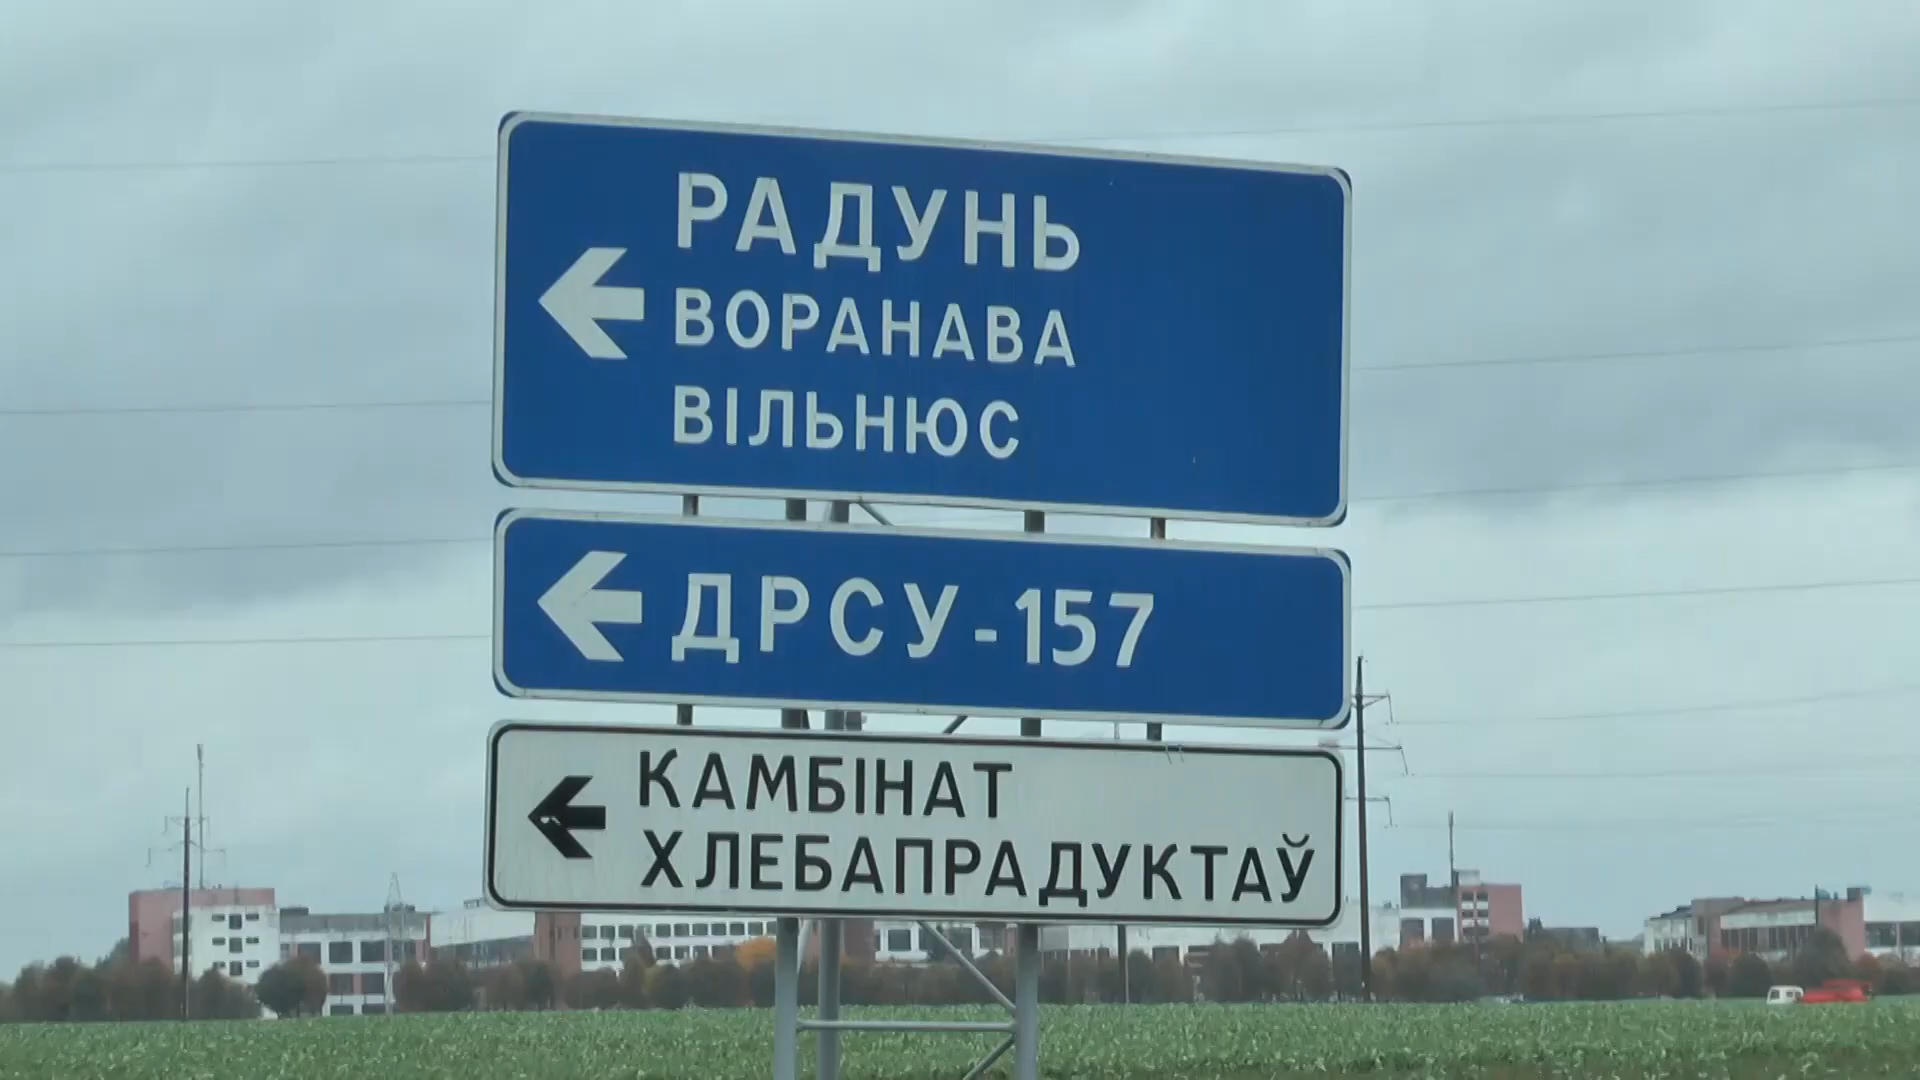 РАДУНЬ
ВОРАНАВА
ВІЛЬНЮС
ДРСУ-157
КАМБІНАТ
ХЛЕБАПРАДУКТАЎ